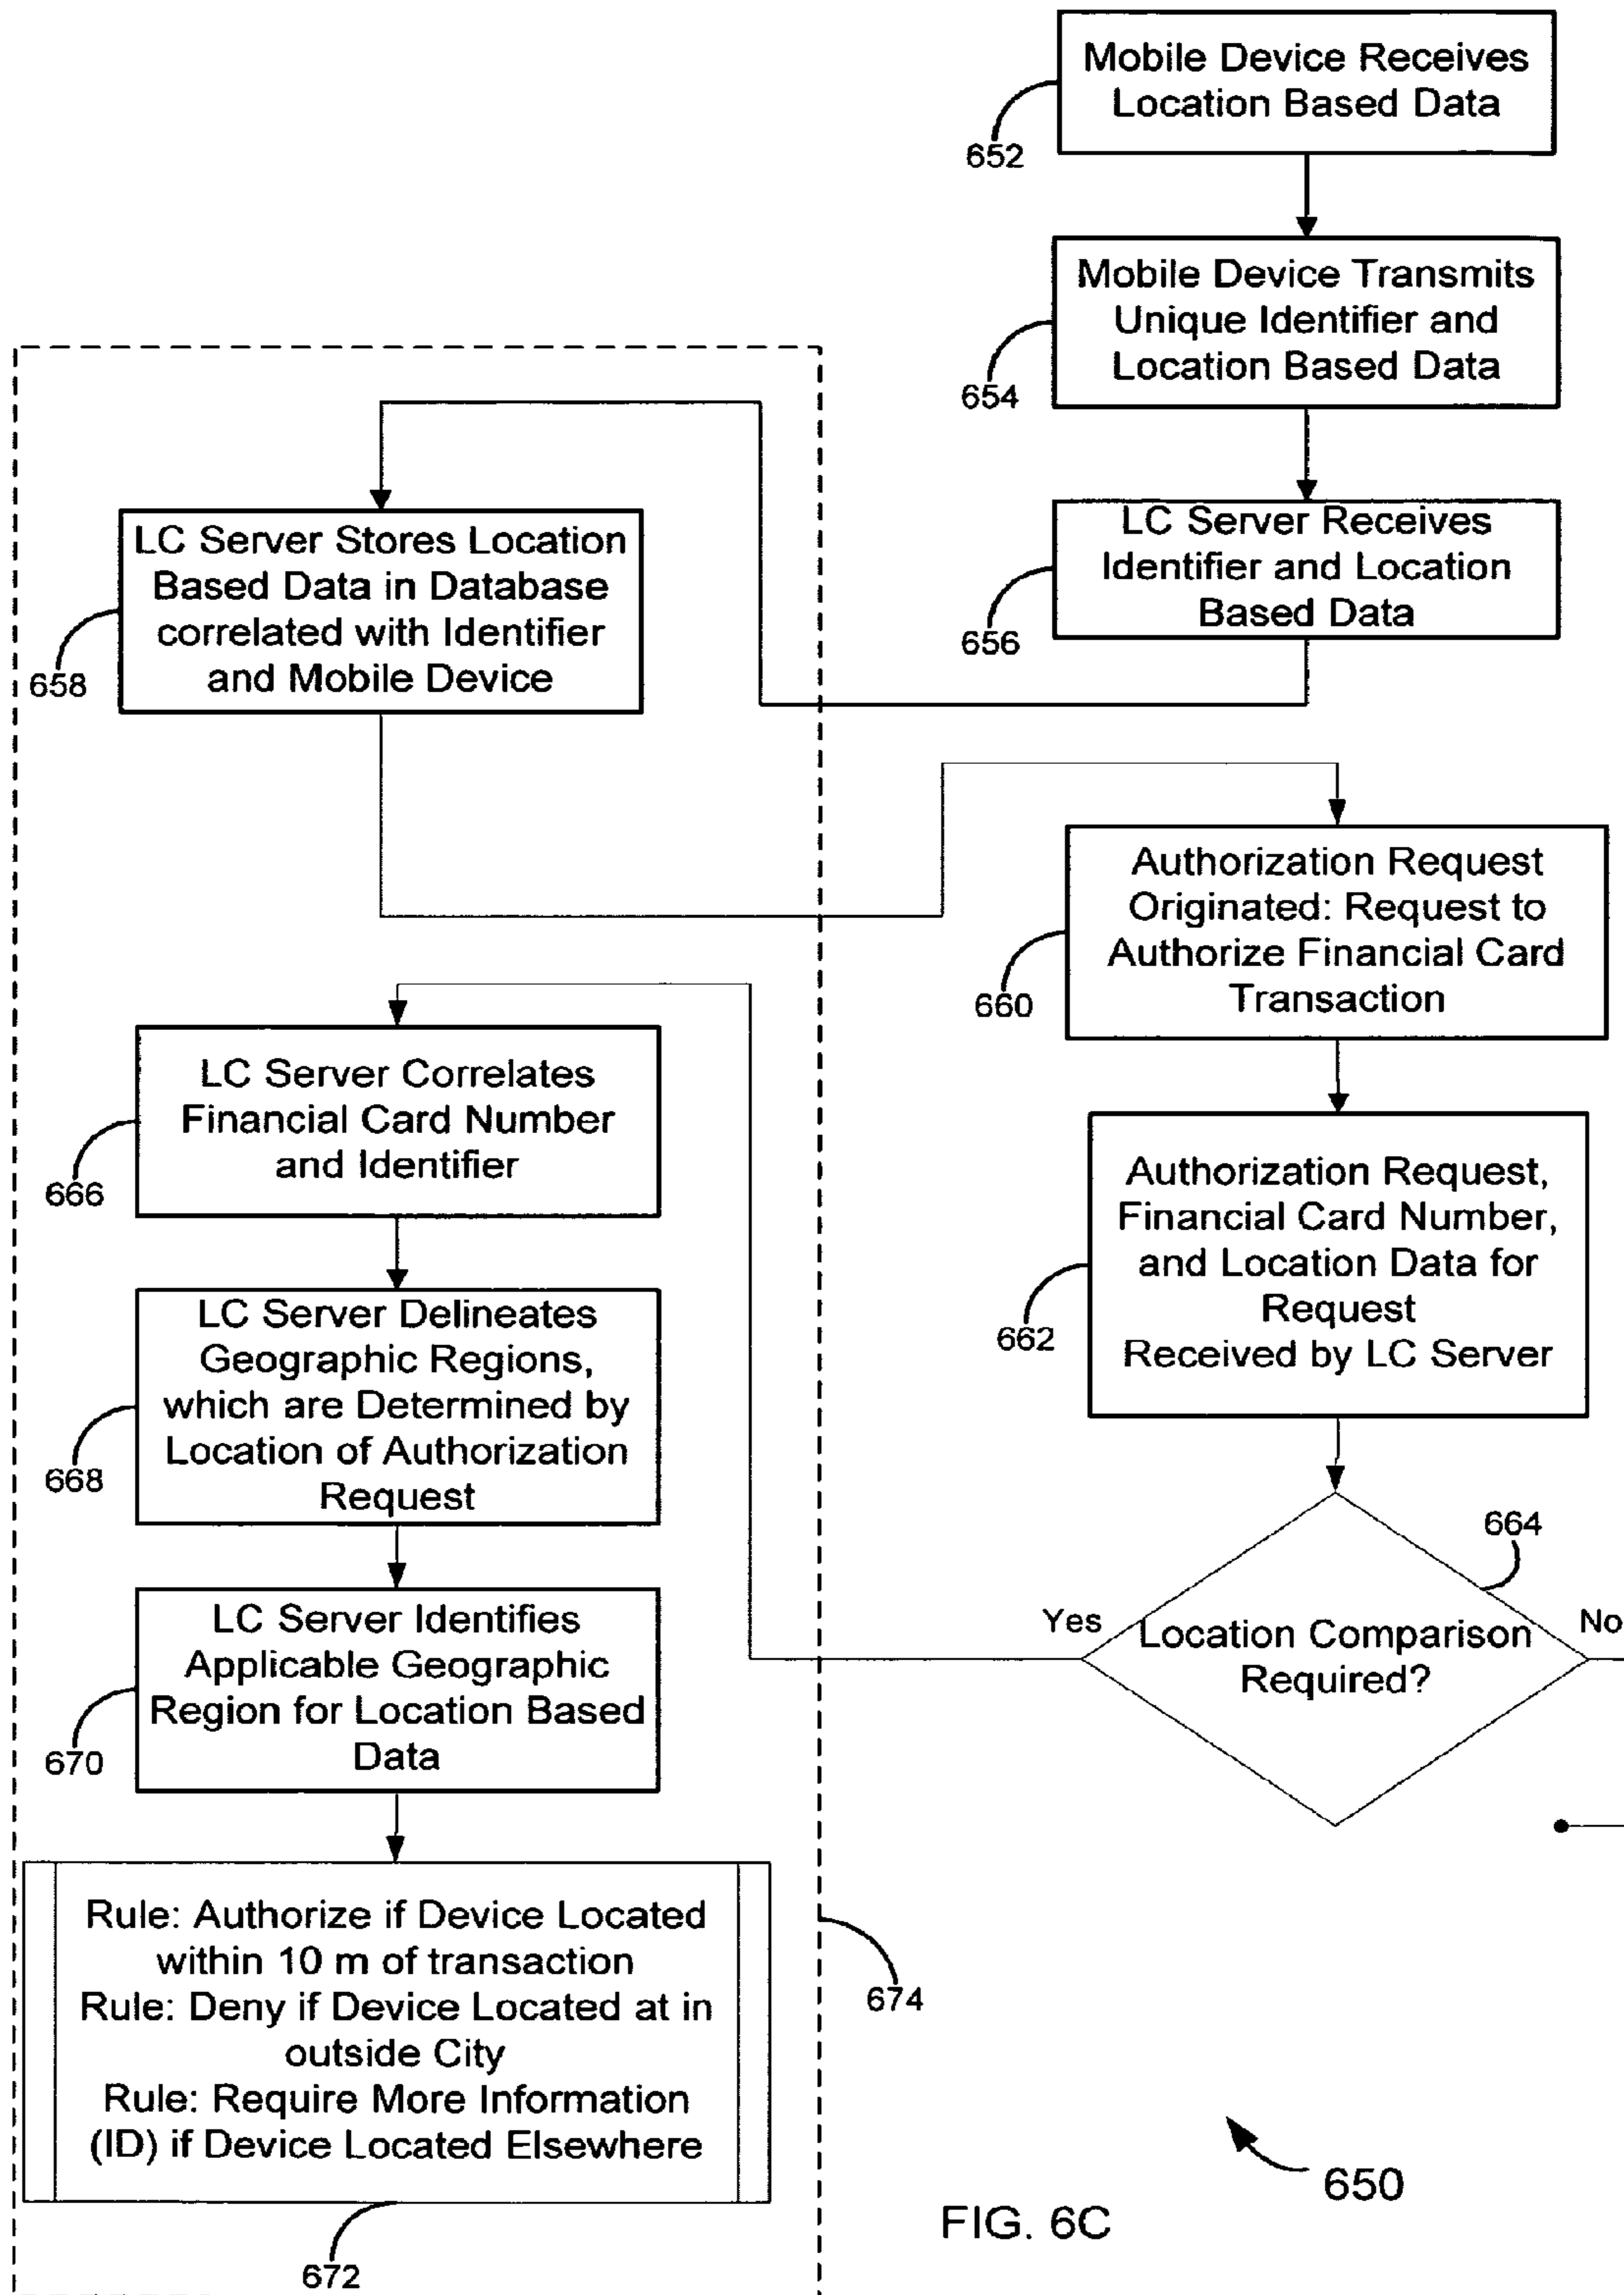 Mobile Device Receives
Location Based Data
652
Mobile Device Transmits
Unique Identifier and
Location Based Data
654
LC Server Receives
Identifier and Location
Based Data
656
LC Server Stores Location
Based Data in Database
correlated with Identifier
and Mobile Device
658
Authorization Request
Originated: Request to
Authorize Financial Card
Transaction
660
Authorization Request,
Financial Card Number,
and Location Data for
Request
Received by LC Server
662
664
Location Comparison
Required?
Yes
No
LC Server Correlates
Financial Card Number
and Identifier
666
LC Server Delineates
Geographic Regions,
which are Determined by
Location of Authorization
Request
668
LC Server Identifies
Applicable Geographic
Region for Location Based
Data
670
Rule: Authorize if Device Located
within 10 m of transaction
Rule: Deny if Device Located at in
outside City
Rule: Require More Information
(ID) if Device Located Elsewhere
672
674
650
FIG. 6C